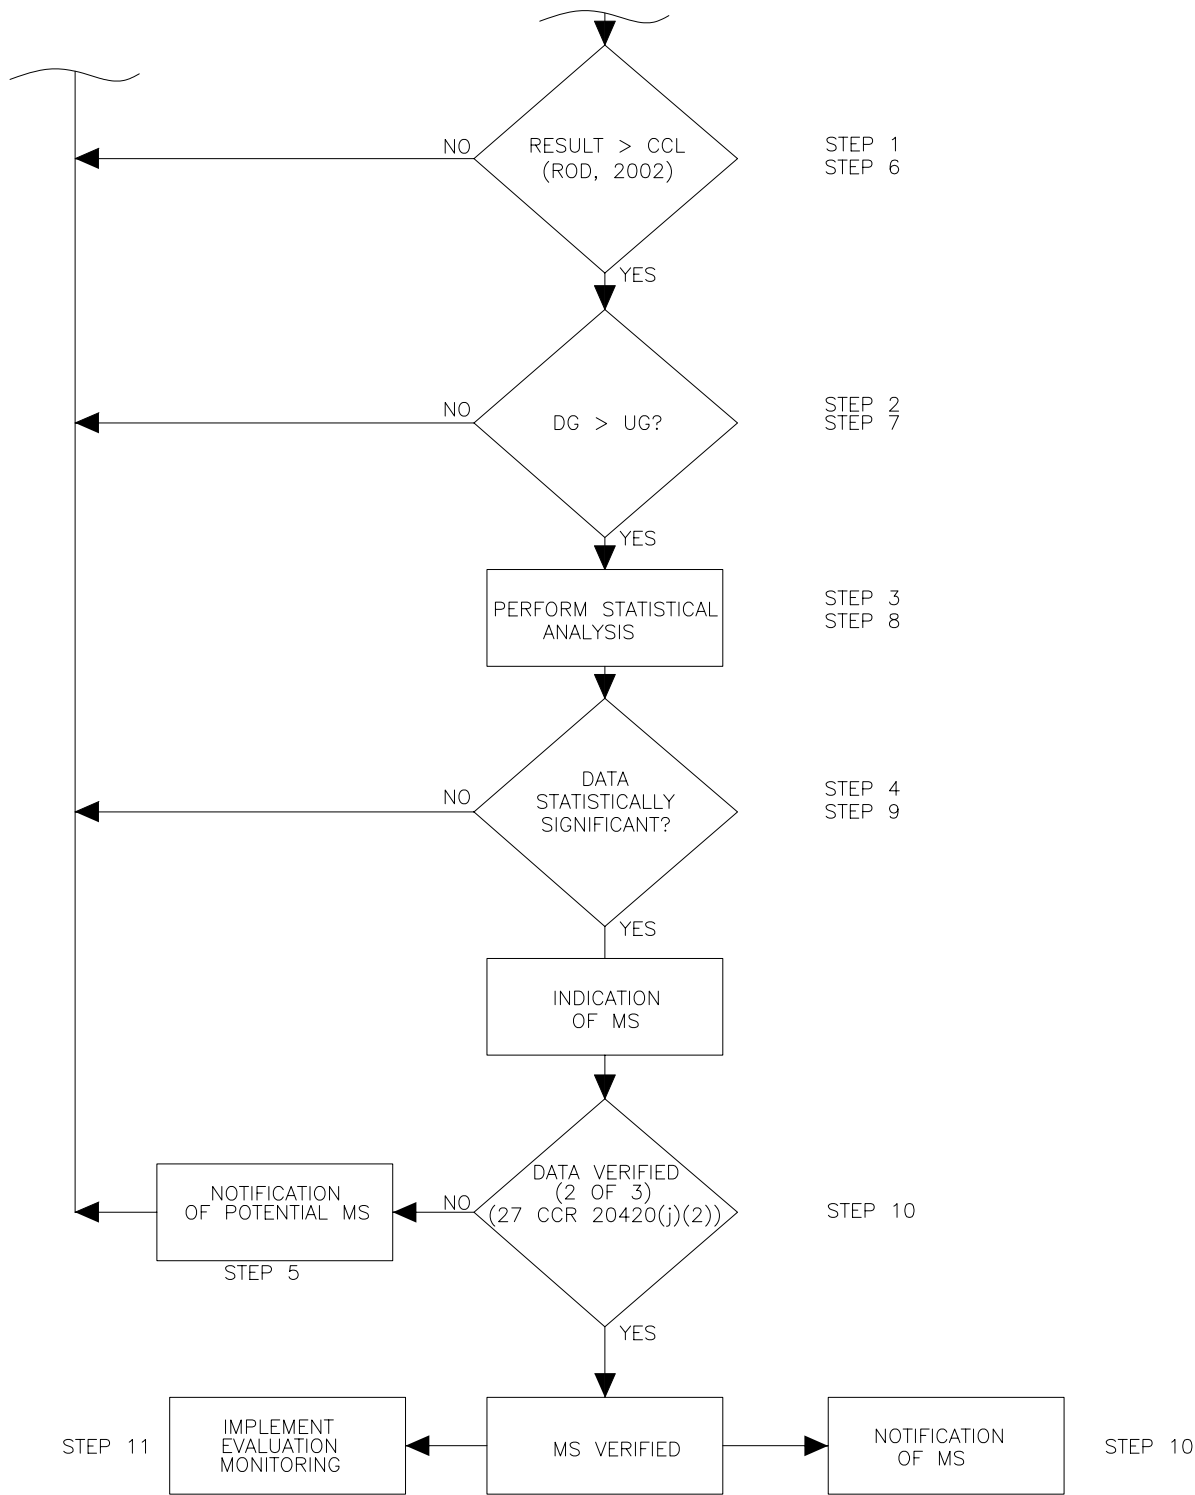 NO
RESULT > CCL
(ROD, 2002)
STEP 1
STEP 6
YES
NO
DG > UG?
STEP 2
STEP 7
YES
PERFORM STATISTICAL
ANALYSIS
STEP 3
STEP 8
NO
DATA
STATISTICALLY
SIGNIFICANT?
STEP 4
STEP 9
YES
INDICATION
OF MS
NOTIFICATION
OF POTENTIAL MS
STEP 5
NO
DATA VERIFIED
(2 OF 3)
(27 CCR 20420(j)(2))
STEP 10
YES
STEP 11
IMPLEMENT
EVALUATION
MONITORING
MS VERIFIED
NOTIFICATION
OF MS
STEP 10